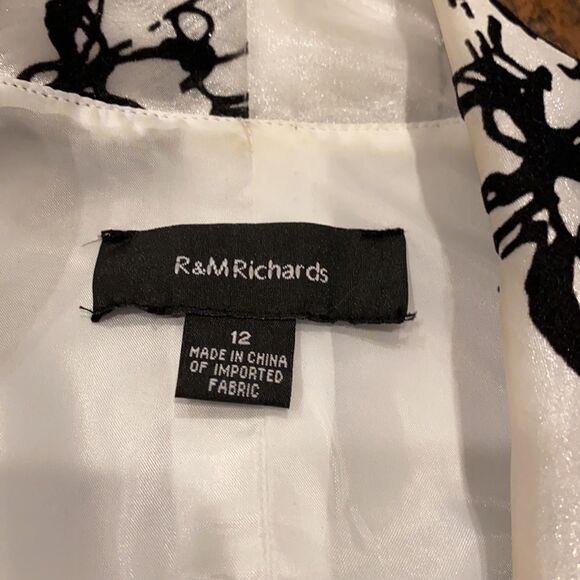 R&M Richards
12
MADE IN CHINA
OF IMPORTED
FABRIC